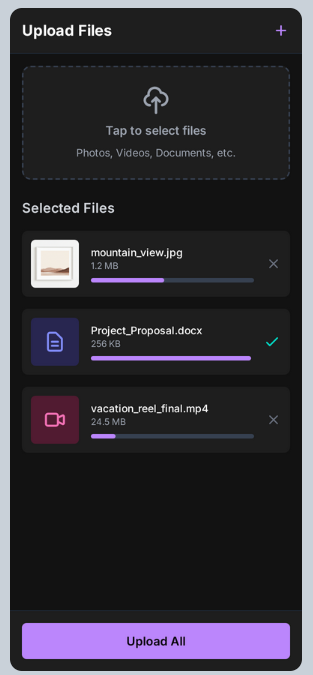 Upload Files
Tap to select files
Photos, Videos, Documents, etc.
Selected Files
mountain_view.jpg
1.2 MB
Project_Proposal.docx
256 KB
vacation_reel_final.mp4
24.5 MB
Upload All